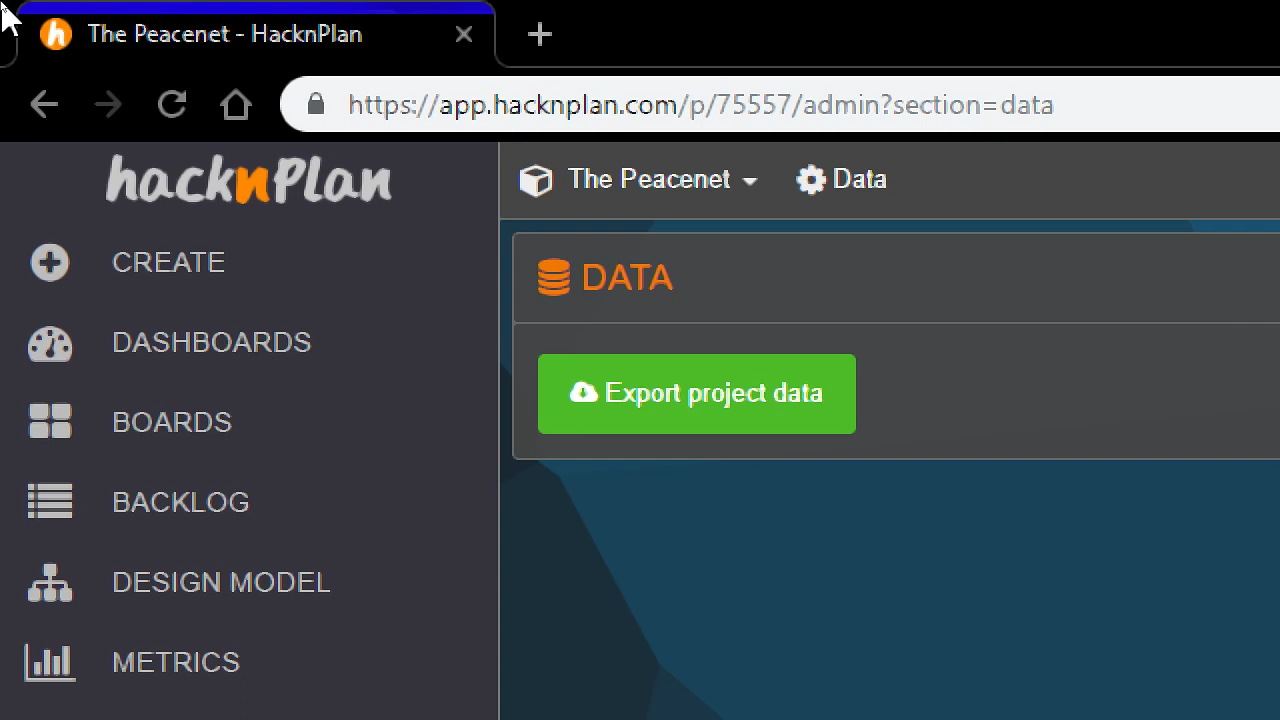 The Peacenet - HacknPlan
https://app.hacknplan.com/p/75557/admin?section=data
hacknPlan
The Peacenet
Data
CREATE
DATA
DASHBOARDS
Export project data
BOARDS
BACKLOG
DESIGN MODEL
METRICS